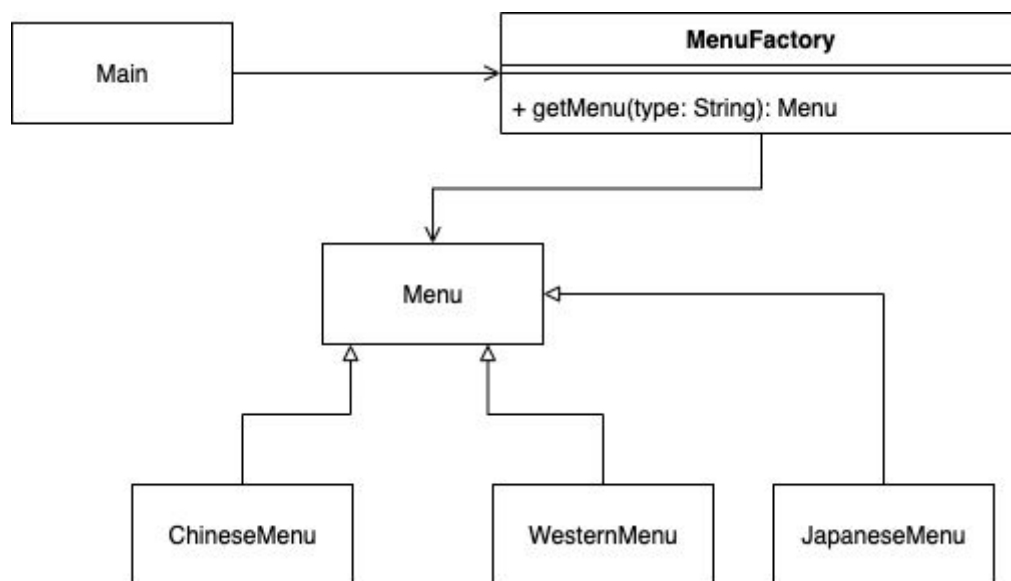 Main
MenuFactory
+ getMenu(type: String): Menu
Menu
ChineseMenu
WesternMenu
JapaneseMenu